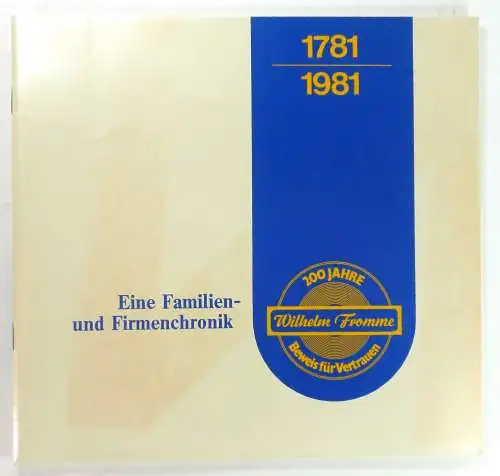 1781
1981
Eine Familien-
und Firmenchronik
200 JAHRE
Wilhelm Fromme
Beweis für Vertrauen